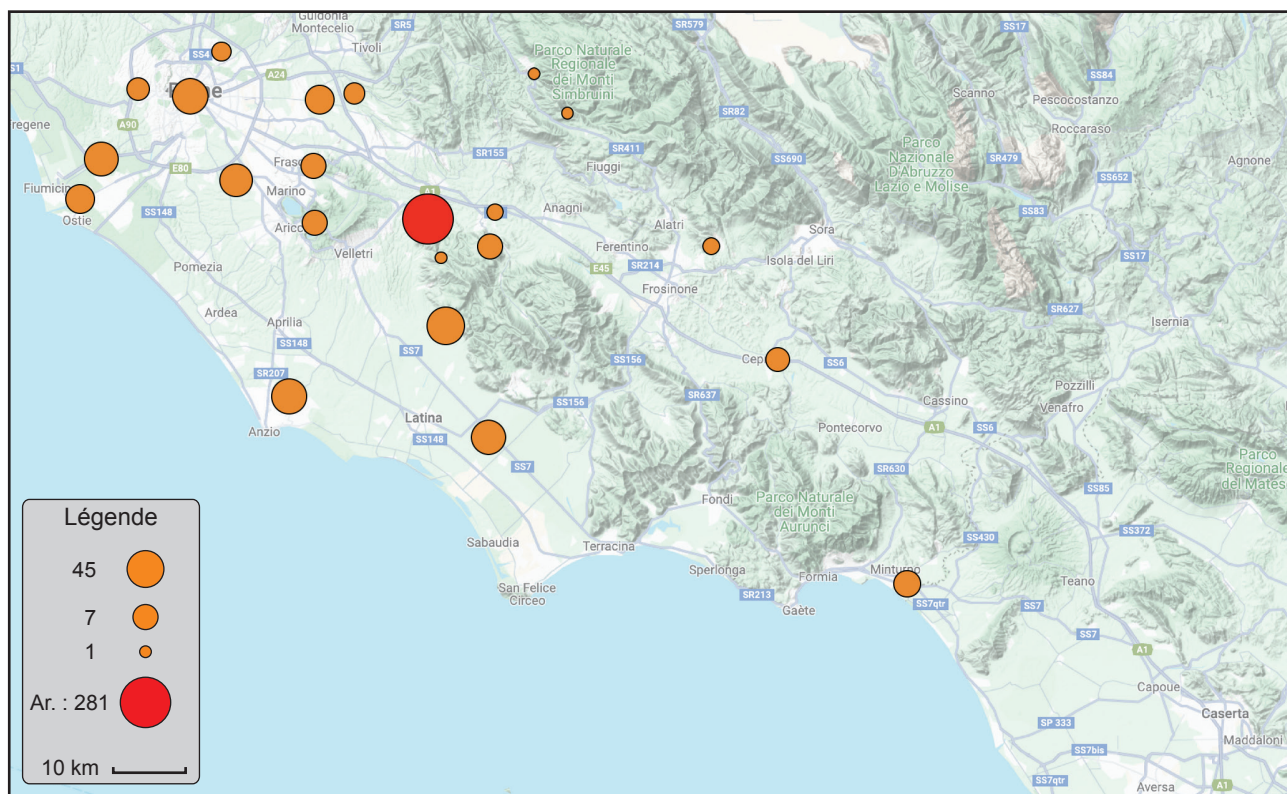 Guidonia
Montecelio
SR5
SR579
SS17
SS4
Tivoli
Parco Naturale
Regionale
dei Monti
Simbruini
SS1
A24
SS84
Scanno
Pescocostanzo
Roccaraso
A90
SR82
regene
Parco
Nazionale
D'Abruzzo
Lazio e Molise
SR479
Agnone
E80
SR155
SR411
SS690
SS652
Fiuggi
Marino
Fiumicino
Ostie
SS148
A1
Anagni
Alatri
SS83
Sora
Velletri
Ferentino
Isola del Liri
SS17
Pomezia
E45
SR214
Frosinone
Ardea
Aprilia
SR627
Isernia
SS148
SS7
SS156
SS6
SR207
SR637
Cassino
Pozzilli
Venafro
Anzio
Latina
SS156
SS148
SS7
Pontecorvo
A1
SS6
Parco
Regionale
del Matese
SR630
SS85
Fondi
Parco Naturale
dei Monti
Aurunci
SS372
SS430
Sabaudia
Terracina
Sperlonga
Formia
Minturno
San Felice
Circeo
SR213
Gaète
SS7qtr
SS7
Teano
SS7
A1
Capoue
Caserta
SP 333
Maddaloni
SS7bis
SS7qtr
Aversa
A1
Légende
45
7
1
Ar. : 281
10 km